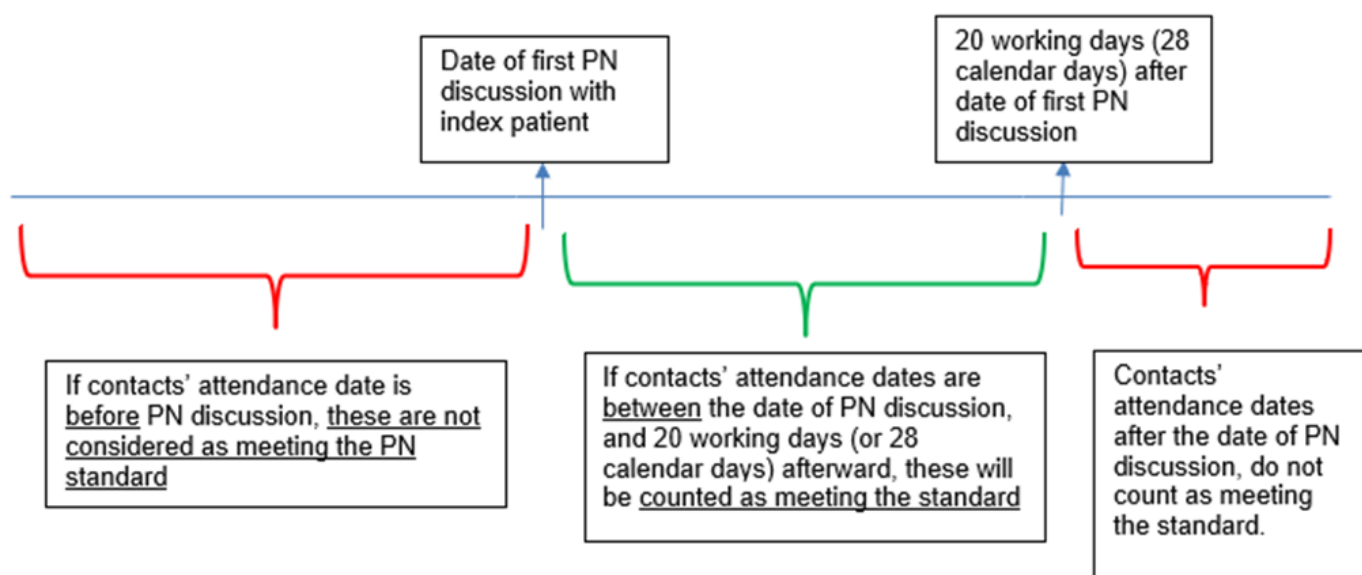 Date of first PN
discussion with
index patient
20 working days (28
calendar days) after
date of first PN
discussion
If contacts’ attendance date is
before PN discussion, these are not
considered as meeting the PN
standard
If contacts’ attendance dates are
between the date of PN discussion,
and 20 working days (or 28
calendar days) afterward, these will
be counted as meeting the standard
Contacts’
attendance dates
after the date of PN
discussion, do not
count as meeting
the standard.